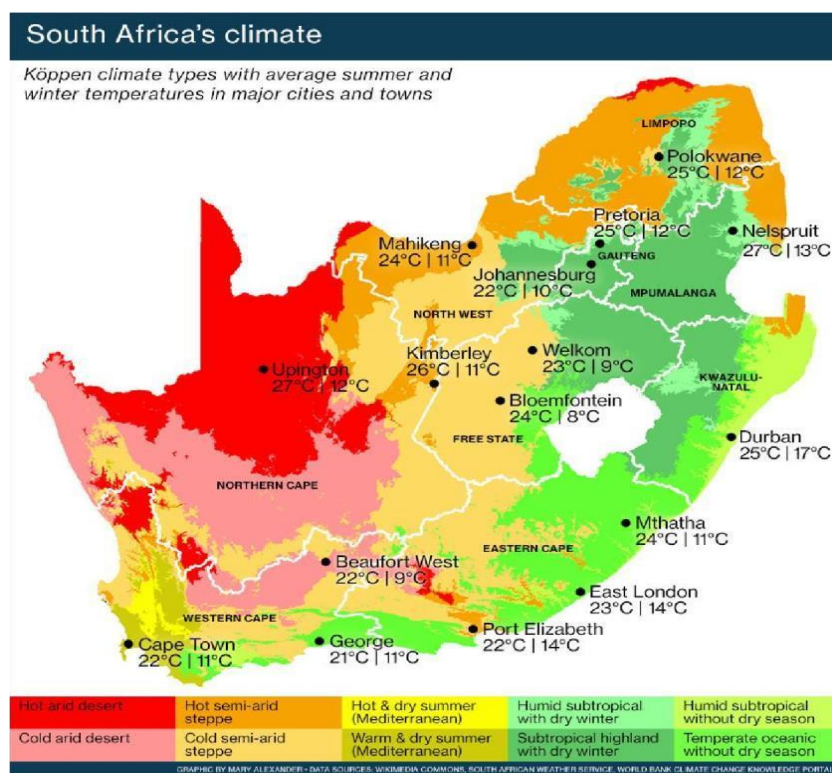 South Africa's climate
Köppen climate types with average summer and
winter temperatures in major cities and towns
LIMPOPO
Polokwane
25°C | 12°C
Pretoria
25°C | 12°C
Nelspruit
27°C | 13°C
Mahikeng
24°C | 11°C
GAUTENG
Johannesburg
22°C | 10°C
MPUMALANGA
NORTH WEST
Welkom
23°C | 9°C
Kimberley
26°C | 11°C
Upington
27°C | 12°C
KWAZULU-
NATAL
Bloemfontein
24°C | 8°C
FREE STATE
Durban
25°C | 17°C
NORTHERN CAPE
Mthatha
24°C | 11°C
EASTERN CAPE
Beaufort West
22°C | 9°C
East London
23°C | 14°C
WESTERN CAPE
Port Elizabeth
22°C | 14°C
Cape Town
22°C | 11°C
George
21°C | 11°C
Hot arid desert
Hot semi-arid
steppe
Hot & dry summer
(Mediterranean)
Humid subtropical
with dry winter
Humid subtropical
without dry season
Cold arid desert
Cold semi-arid
steppe
Warm & dry summer
(Mediterranean)
Subtropical highland
with dry winter
Temperate oceanic
without dry season
GRAPHIC BY MARY ALEXANDER • DATA SOURCES: WIKIMEDIA COMMONS, SOUTH AFRICAN WEATHER SERVICE, WORLD BANK CLIMATE CHANGE KNOWLEDGE PORTAL